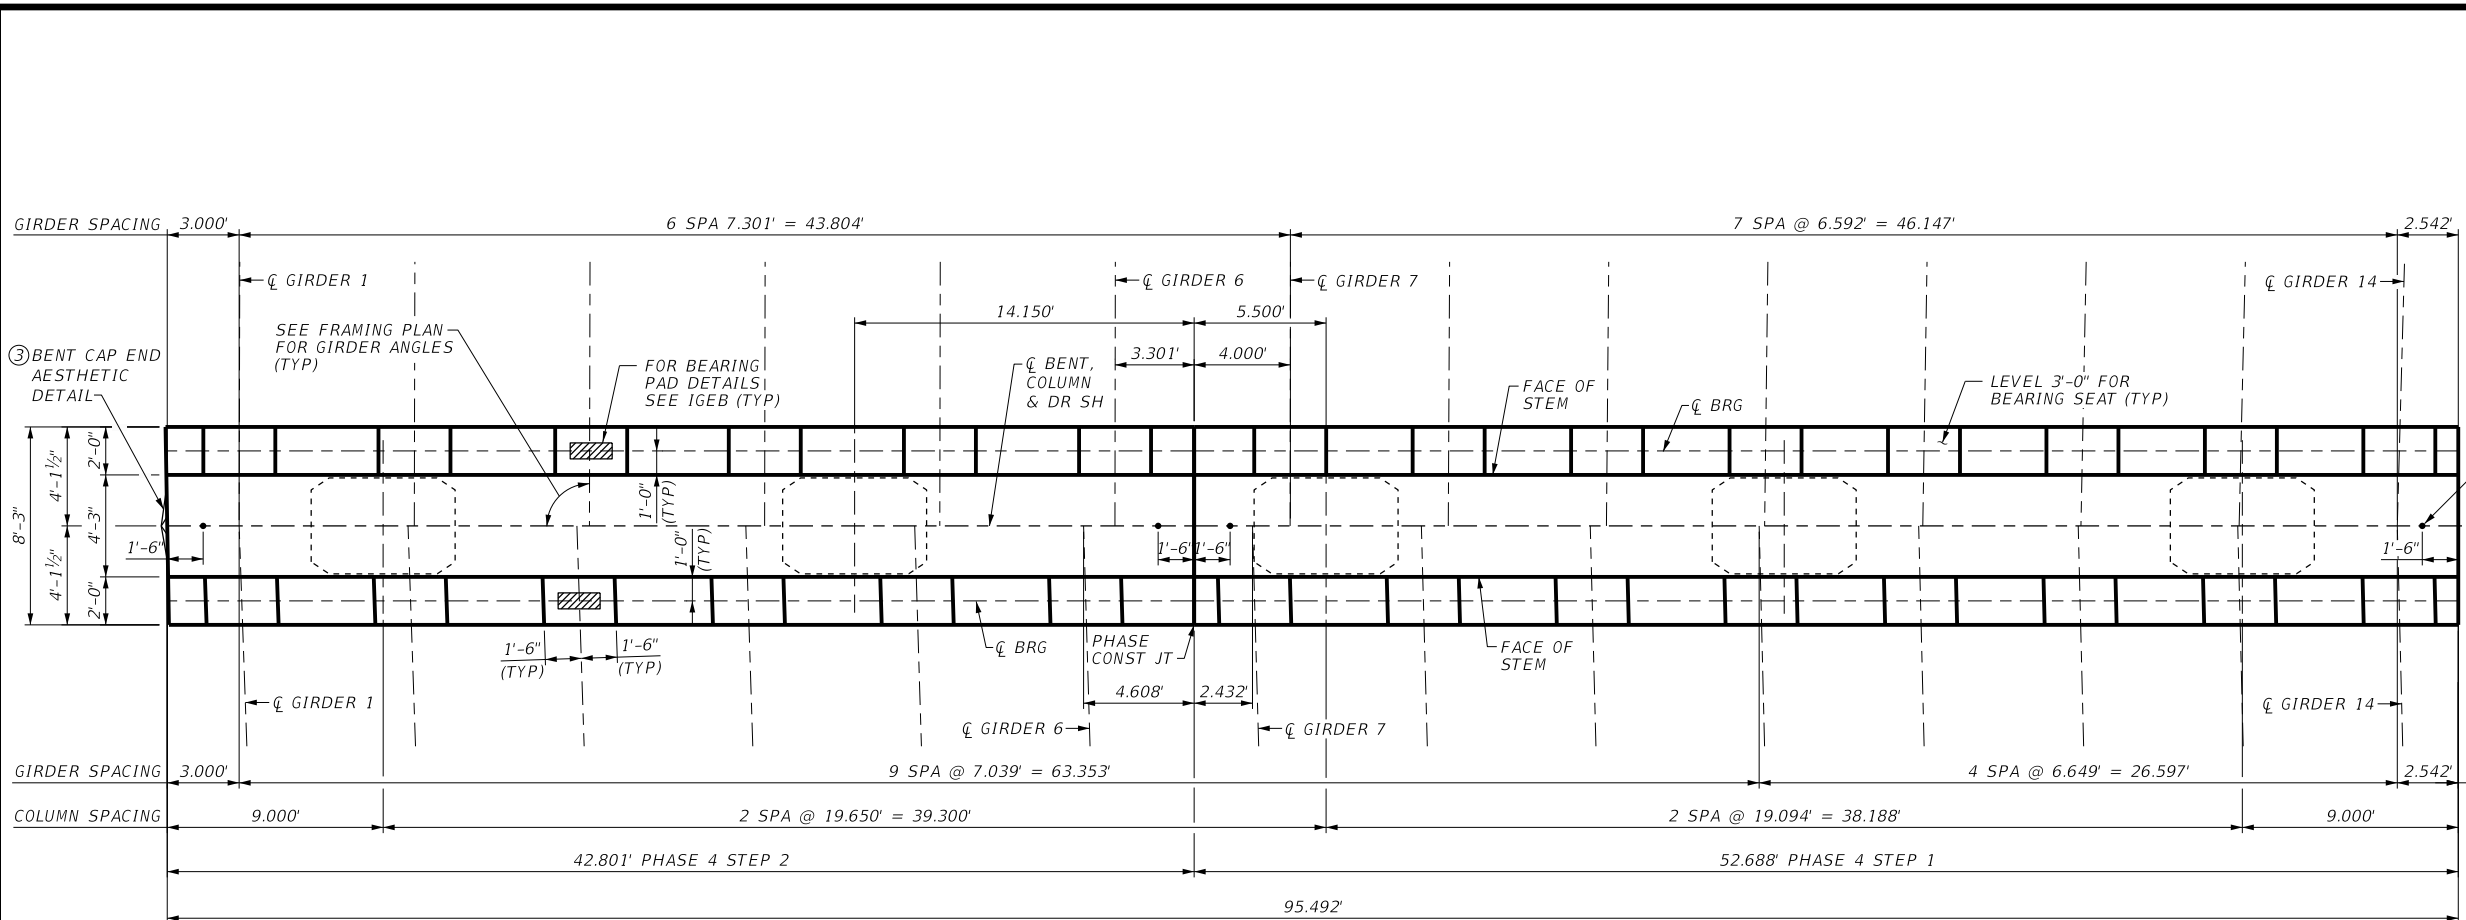 GIRDER SPACING
3.000'
6 SPA 7.301' = 43.804'
7 SPA @ 6.592' = 46.147'
2.542'
℄ GIRDER 1
℄ GIRDER 6
℄ GIRDER 7
℄ GIRDER 14
14.150'
5.500'
SEE FRAMING PLAN
FOR GIRDER ANGLES
(TYP)
3 BENT CAP END
AESTHETIC
DETAIL
FOR BEARING
PAD DETAILS
SEE IGEB (TYP)
3.301'
4.000'
℄ BENT,
COLUMN
& DR SH
FACE OF
STEM
℄ BRG
LEVEL 3'-0" FOR
BEARING SEAT (TYP)
8'-3"
4'-1½"
4'-1½"
2'-0"
4'-3"
2'-0"
1'-6"
1'-0"
(TYP)
1'-0"
(TYP)
1'-6"
1'-6"
1'-6"
1'-6"
(TYP)
1'-6"
(TYP)
℄ BRG
PHASE
CONST JT
FACE OF
STEM
4.608'
2.432'
℄ GIRDER 1
℄ GIRDER 6
℄ GIRDER 7
℄ GIRDER 14
GIRDER SPACING
3.000'
9 SPA @ 7.039' = 63.353'
4 SPA @ 6.649' = 26.597'
2.542'
COLUMN SPACING
9.000'
2 SPA @ 19.650' = 39.300'
2 SPA @ 19.094' = 38.188'
9.000'
42.801' PHASE 4 STEP 2
52.688' PHASE 4 STEP 1
95.492'